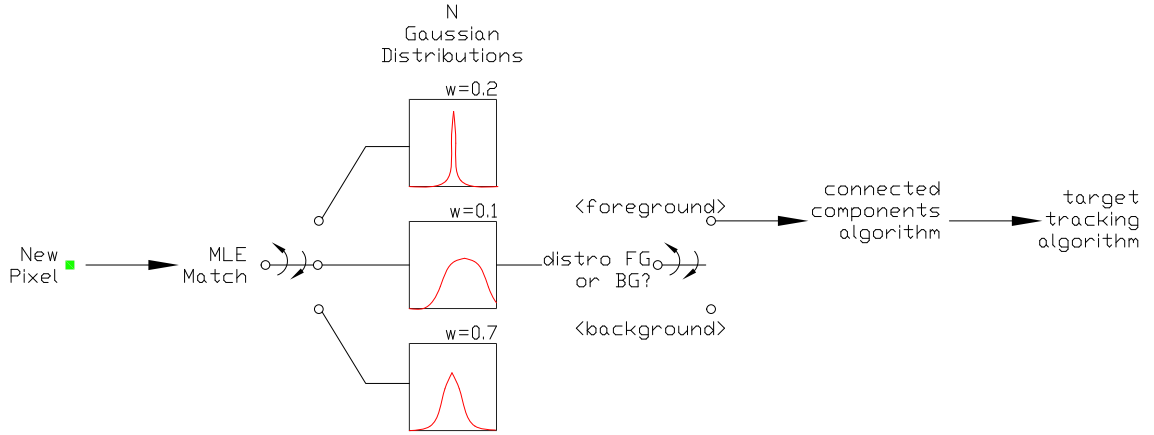 N
Gaussian
Distributions
w=0.2
w=0.1
w=0.7
New
Pixel
MLE
Match
distro FG
or BG?
<foreground>
<background>
connected
components
algorithm
target
tracking
algorithm